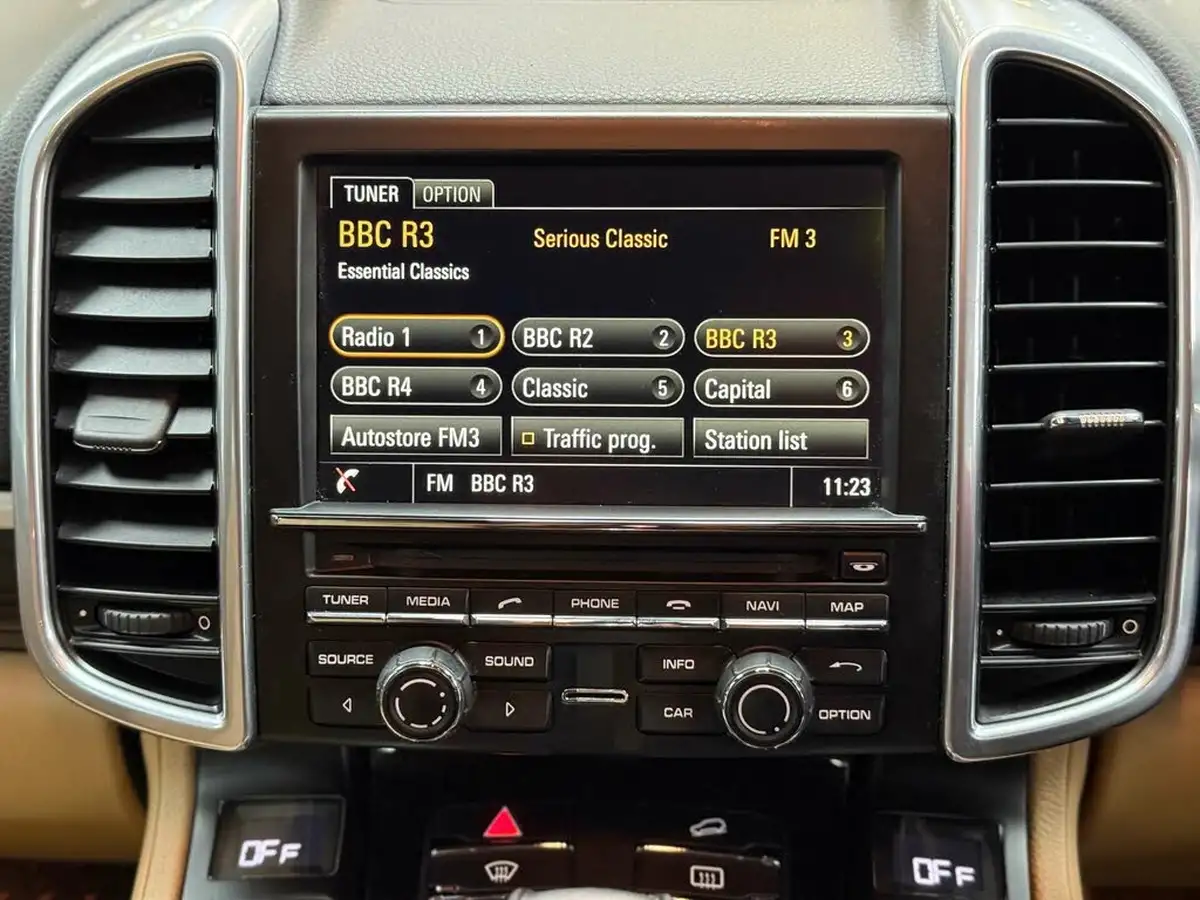 TUNER OPTION
BBC R3 Serious Classic FM 3
Essential Classics
Radio 1 1 BBC R2 2 BBC R3 3
BBC R4 4 Classic 5 Capital 6
Autostore FM3 Traffic prog. Station list
FM BBC R3 11:23
TUNER MEDIA PHONE NAVI MAP
SOURCE SOUND INFO
CAR OPTION
OFF OFF